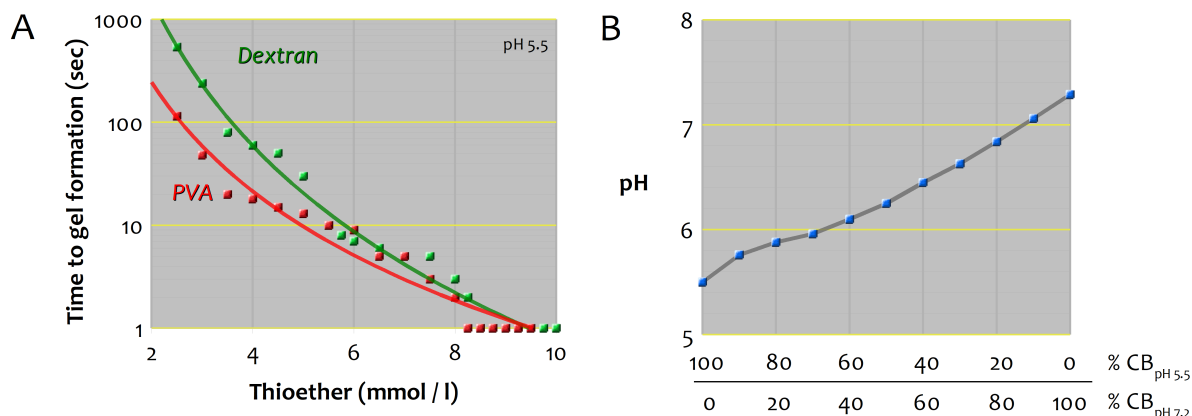 A
Time to gel formation (sec)
1000
100
10
1
Dextran
PVA
pH 5.5
2 4 6 8 10
Thioether (mmol / l)
B
pH
8
7
6
5
100 80 60 40 20 0 % CB pH 5.5
0 20 40 60 80 100 % CB pH 7.2